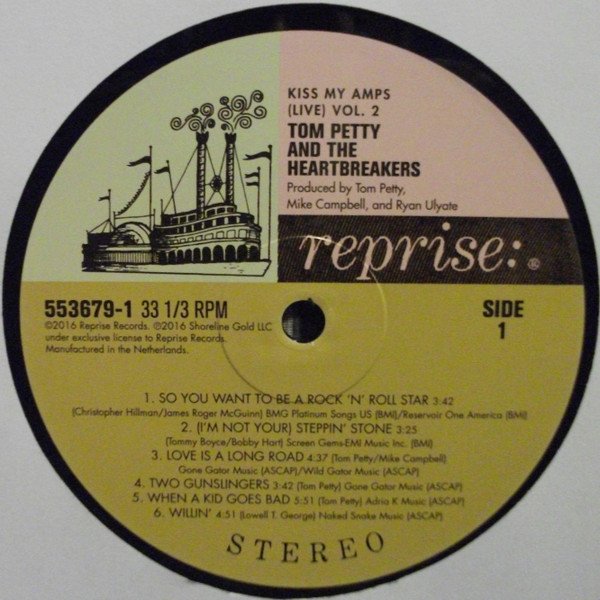 KISS MY AMPS
(LIVE) VOL. 2
TOM PETTY
AND THE
HEARTBREAKERS
Produced by Tom Petty,
Mike Campbell, and Ryan Ulyate
reprise: ®
553679-1 33 1/3 RPM
©2016 Reprise Records. ℗2016 Shoreline Gold LLC
under exclusive license to Reprise Records.
Manufactured in the Netherlands.
SIDE
1
1. SO YOU WANT TO BE A ROCK 'N' ROLL STAR 3:42
(Christopher Hillman/James Roger McGuinn) BMG Platinum Songs US (BMI)/Reservoir One America (BMI)
2. (I'M NOT YOUR) STEPPIN' STONE 3:25
(Tommy Boyce/Bobby Hart) Screen Gems-EMI Music Inc. (BMI)
3. LOVE IS A LONG ROAD 4:37 (Tom Petty/Mike Campbell)
Gone Gator Music (ASCAP)/Wild Gator Music (ASCAP)
4. TWO GUNSLINGERS 3:42 (Tom Petty) Gone Gator Music (ASCAP)
5. WHEN A KID GOES BAD 5:51 (Tom Petty) Adria K Music (ASCAP)
6. WILLIN' 4:51 (Lowell T. George) Naked Snake Music (ASCAP)
STEREO